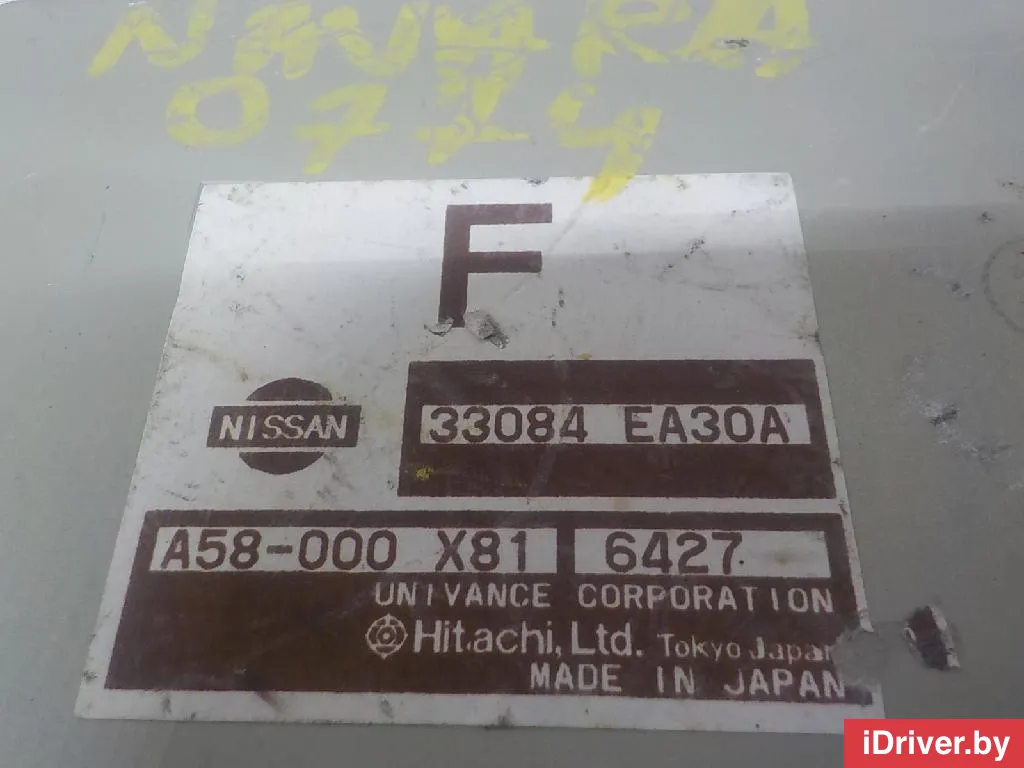 NAVARA
0774
F
NISSAN
33084 EA30A
A58-000 X81 6427
UNIVANCE CORPORATION
Hitachi, Ltd. Tokyo Japan
MADE IN JAPAN
iDriver.by